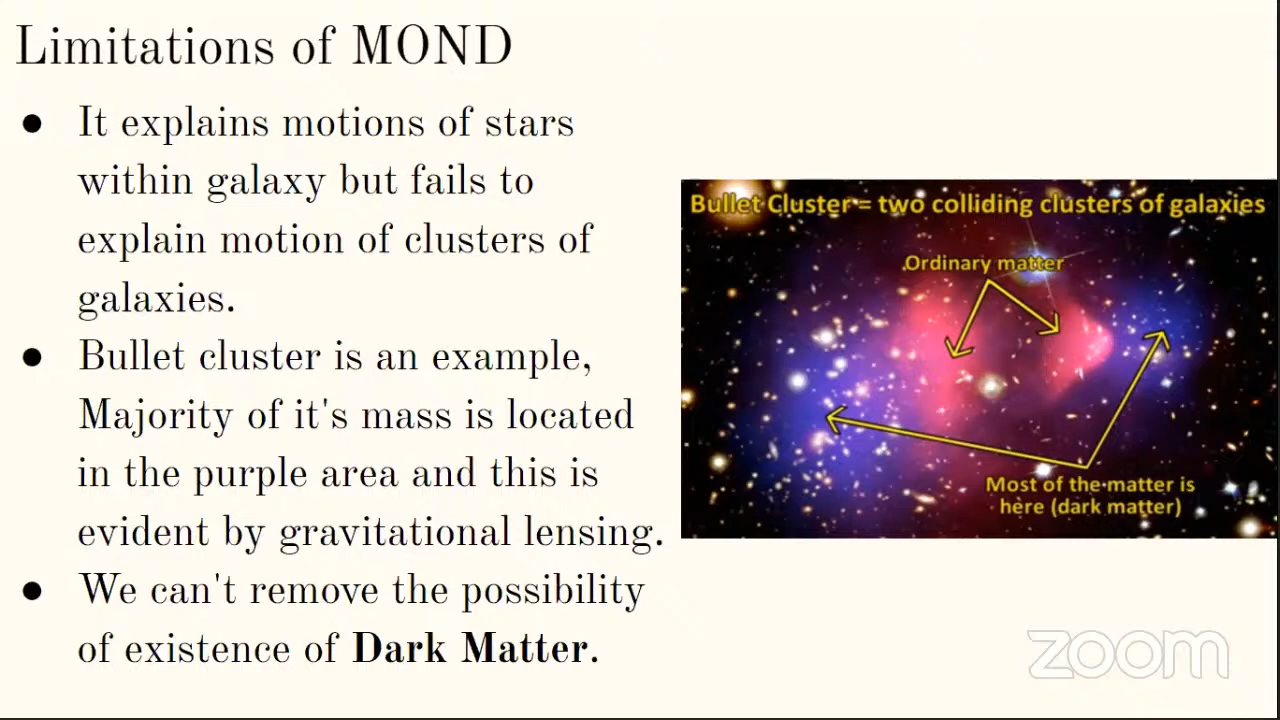 Limitations of MOND
● It explains motions of stars
within galaxy but fails to
explain motion of clusters of
galaxies.
● Bullet cluster is an example,
Majority of it's mass is located
in the purple area and this is
evident by gravitational lensing.
● We can't remove the possibility
of existence of Dark Matter.
Bullet Cluster = two colliding clusters of galaxies
Ordinary matter
Most of the matter is
here (dark matter)
zoom